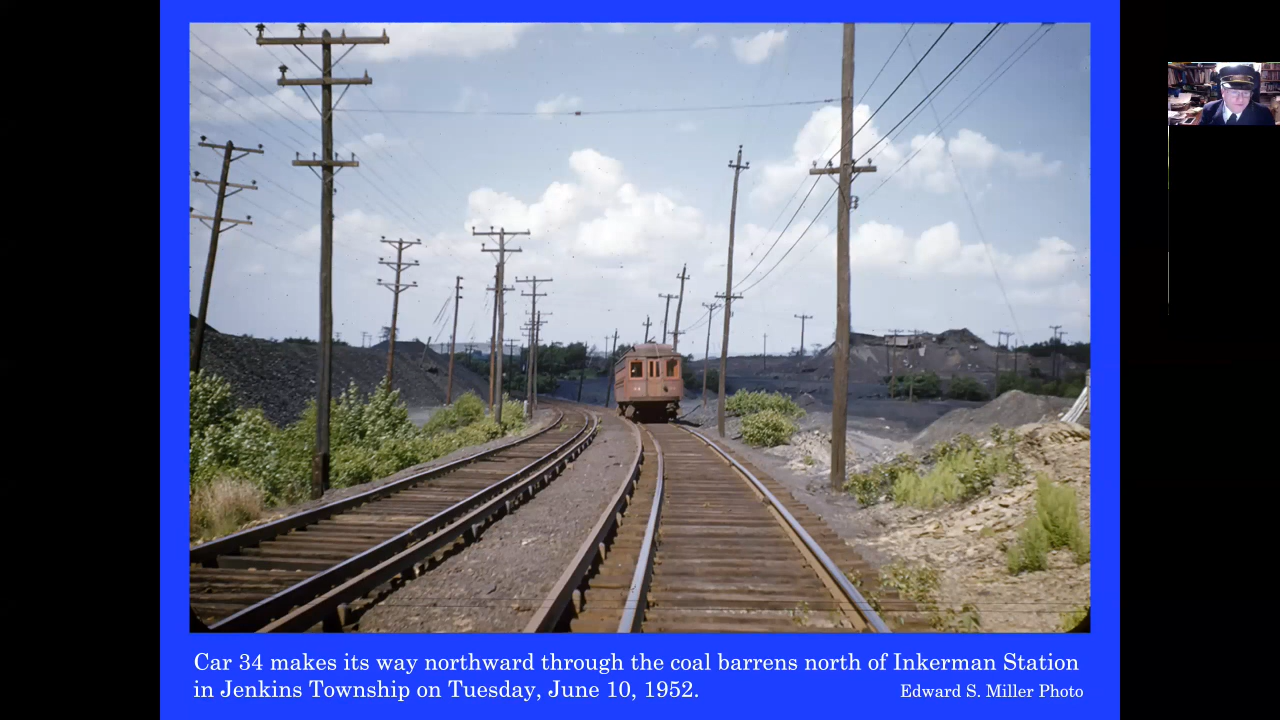 Car 34 makes its way northward through the coal barrens north of Inkerman Station
in Jenkins Township on Tuesday, June 10, 1952.
Edward S. Miller Photo